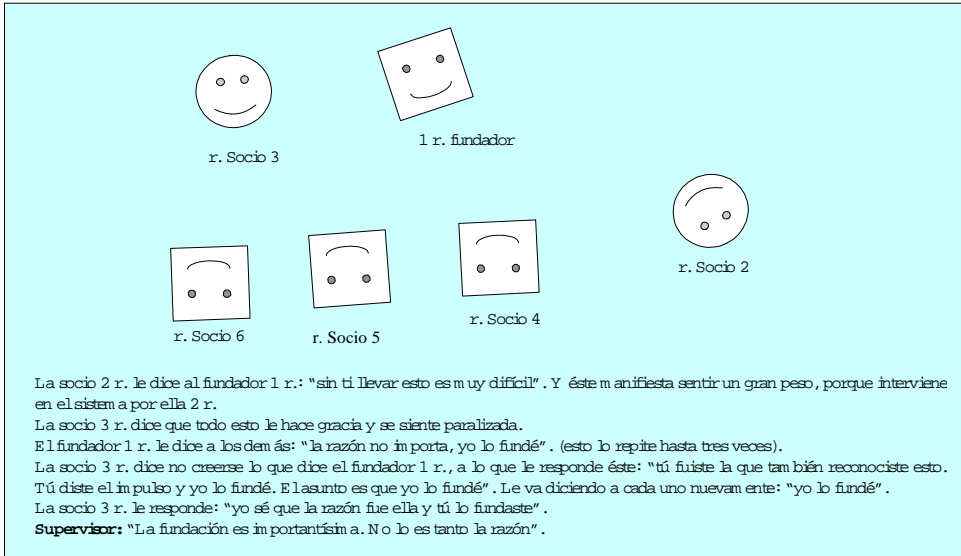 r. Socio 3
1 r. fundador
r. Socio 2
r. Socio 6
r. Socio 5
r. Socio 4
La socio 2 r. le dice al fundador 1 r.: “sin ti llevar esto es muy difícil”. Y éste manifiesta sentir un gran peso, porque interviene
en el sistema por ella 2 r.
La socio 3 r. dice que todo esto le hace gracia y se siente paralizada.
El fundador 1 r. le dice a los demás: “la razón no importa, yo lo fundé”. (esto lo repite hasta tres veces).
La socio 3 r. dice no creerse lo que dice el fundador 1 r., a lo que le responde éste: “tú fuiste la que también reconociste esto.
Tú diste el impulso y yo lo fundé. El asunto es que yo lo fundé”. Le va diciendo a cada uno nuevamente: “yo lo fundé”.
La socio 3 r. le responde: “yo sé que la razón fue ella y tú lo fundaste”.
Supervisor: “La fundación es importantísima. No lo es tanto la razón”.